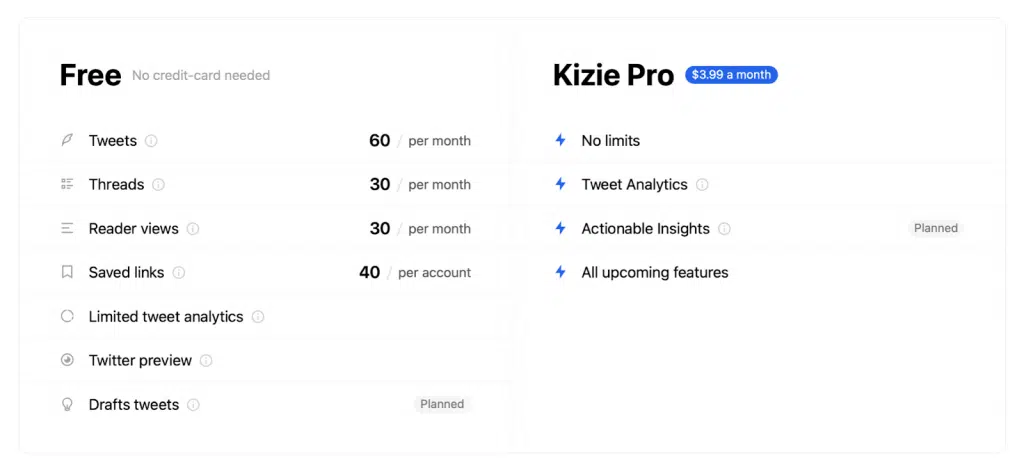 Free No credit-card needed
Tweets 60 / per month
Threads 30 / per month
Reader views 30 / per month
Saved links 40 / per account
Limited tweet analytics
Twitter preview
Drafts tweets Planned
Kizie Pro $3.99 a month
No limits
Tweet Analytics
Actionable Insights Planned
All upcoming features